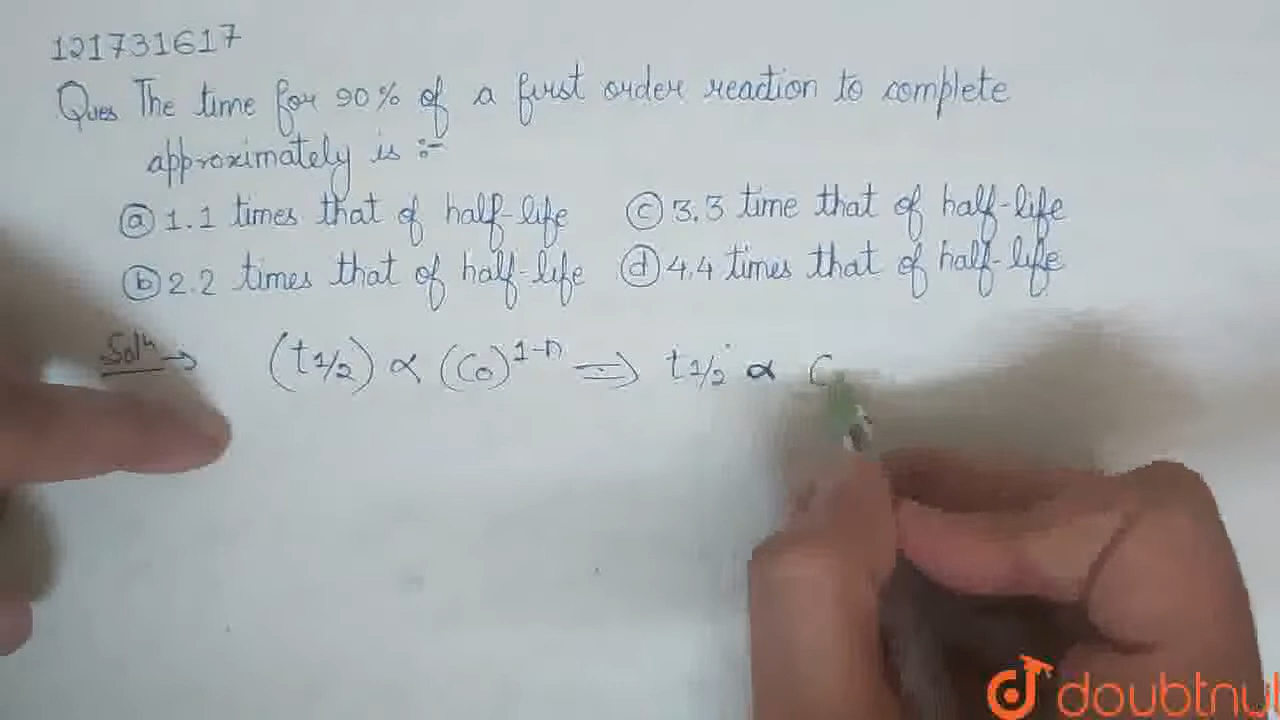 121731617
Ques The time for 90% of a first order reaction to complete
approximately is :-
ⓐ 1.1 times that of half-life ⓒ 3.3 time that of half-life
ⓑ 2.2 times that of half-life ⓓ 4.4 times that of half-life
Solⁿ → (t1/2) ∝ (C0)^1-n ⇒ t1/2 ∝ C
doubtnut